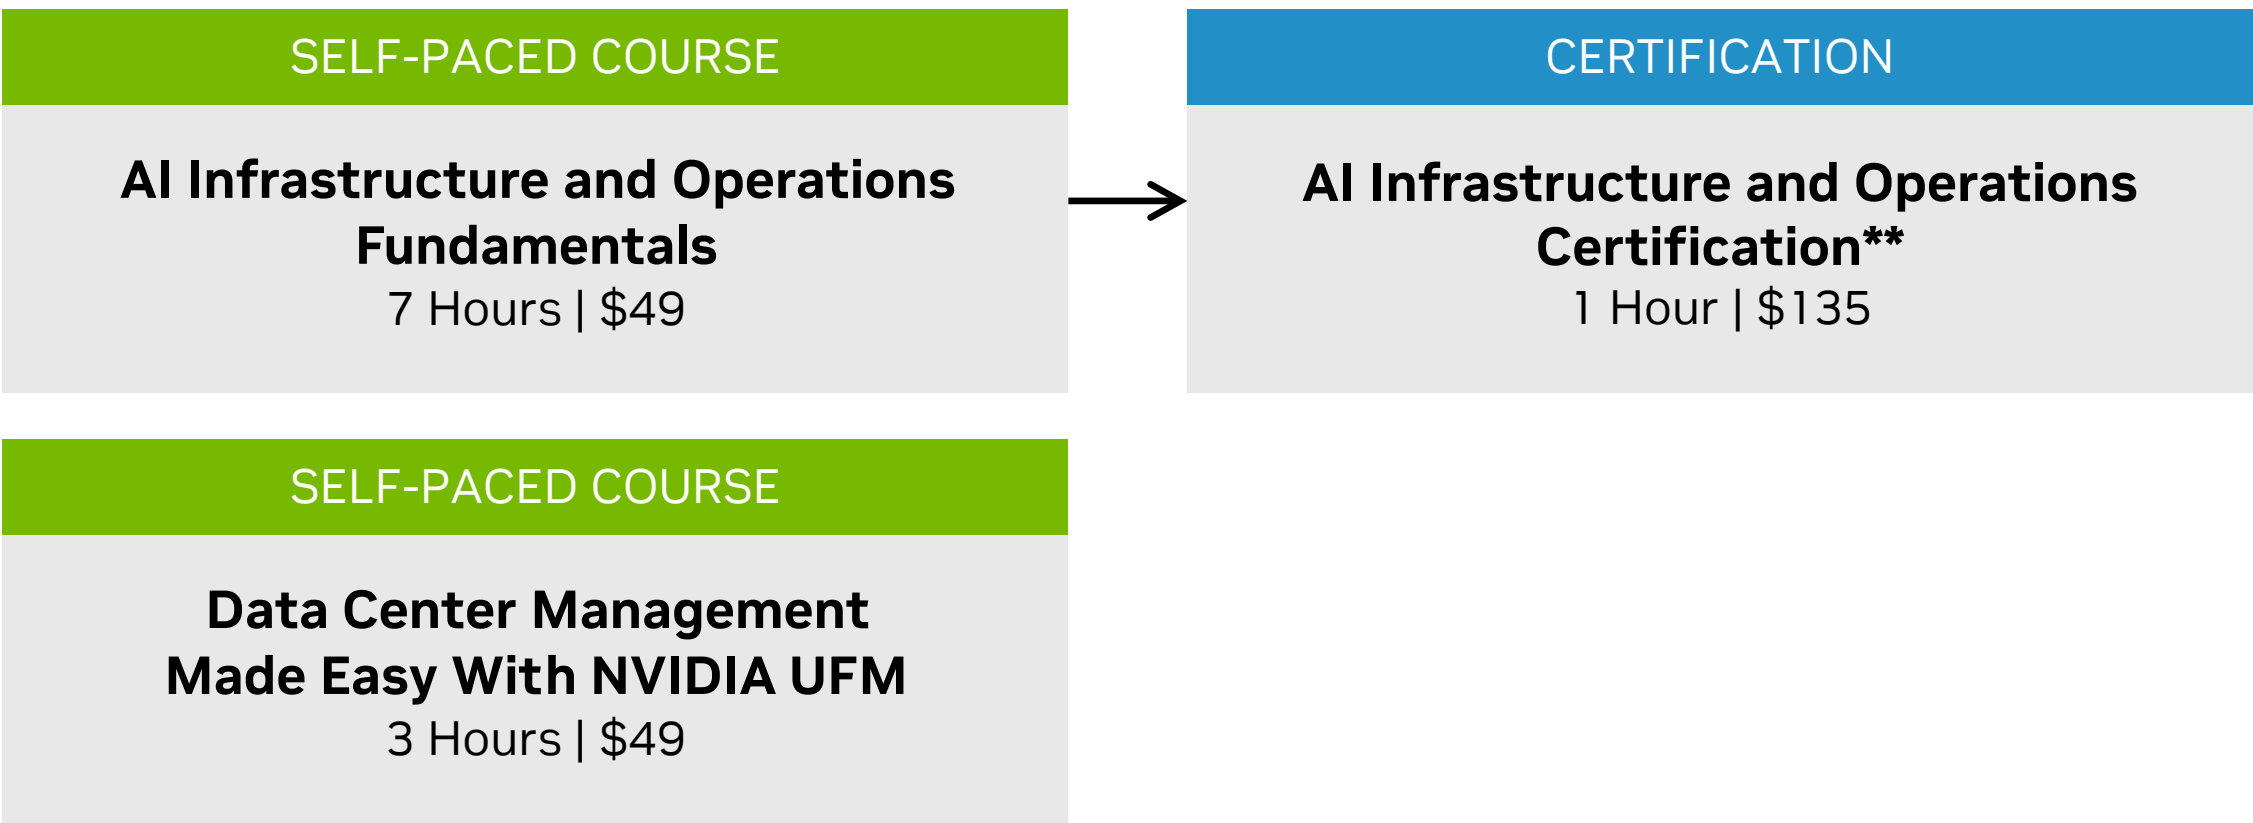 SELF-PACED COURSE
AI Infrastructure and Operations
Fundamentals
7 Hours | $49
CERTIFICATION
AI Infrastructure and Operations
Certification**
1 Hour | $135
SELF-PACED COURSE
Data Center Management
Made Easy With NVIDIA UFM
3 Hours | $49